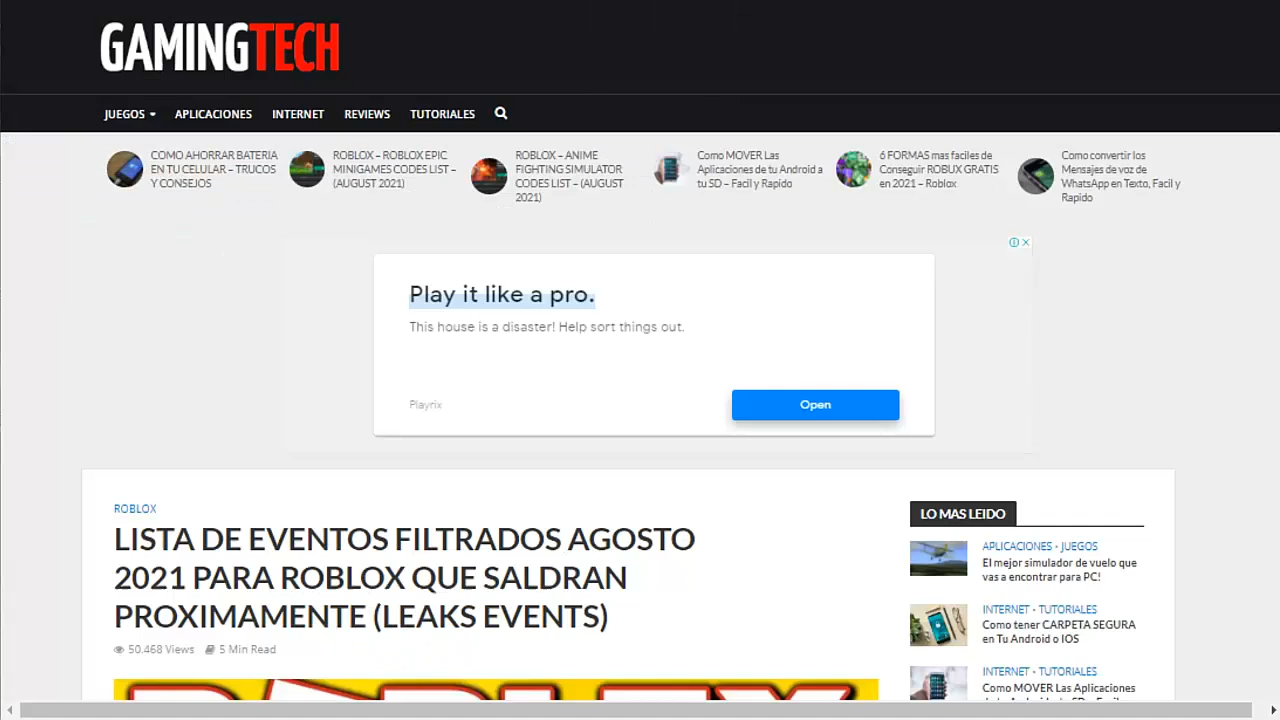 GAMINGTECH
JUEGOS APLICACIONES INTERNET REVIEWS TUTORIALES
COMO AHORRAR BATERIA
EN TU CELULAR – TRUCOS
Y CONSEJOS
ROBLOX – ROBLOX EPIC
MINIGAMES CODES LIST –
(AUGUST 2021)
ROBLOX – ANIME
FIGHTING SIMULATOR
CODES LIST – (AUGUST
2021)
Como MOVER Las
Aplicaciones de tu Android a
tu SD – Facil y Rapido
6 FORMAS mas faciles de
Conseguir ROBUX GRATIS
en 2021 – Roblox
Como convertir los
Mensajes de voz de
WhatsApp en Texto, Facil y
Rapido
Play it like a pro.
This house is a disaster! Help sort things out.
Playrix
Open
ROBLOX
LISTA DE EVENTOS FILTRADOS AGOSTO
2021 PARA ROBLOX QUE SALDRAN
PROXIMAMENTE (LEAKS EVENTS)
50.468 Views 5 Min Read
LO MAS LEIDO
APLICACIONES • JUEGOS
El mejor simulador de vuelo que
vas a encontrar para PC!
INTERNET • TUTORIALES
Como tener CARPETA SEGURA
en Tu Android o IOS
INTERNET • TUTORIALES
Como MOVER Las Aplicaciones